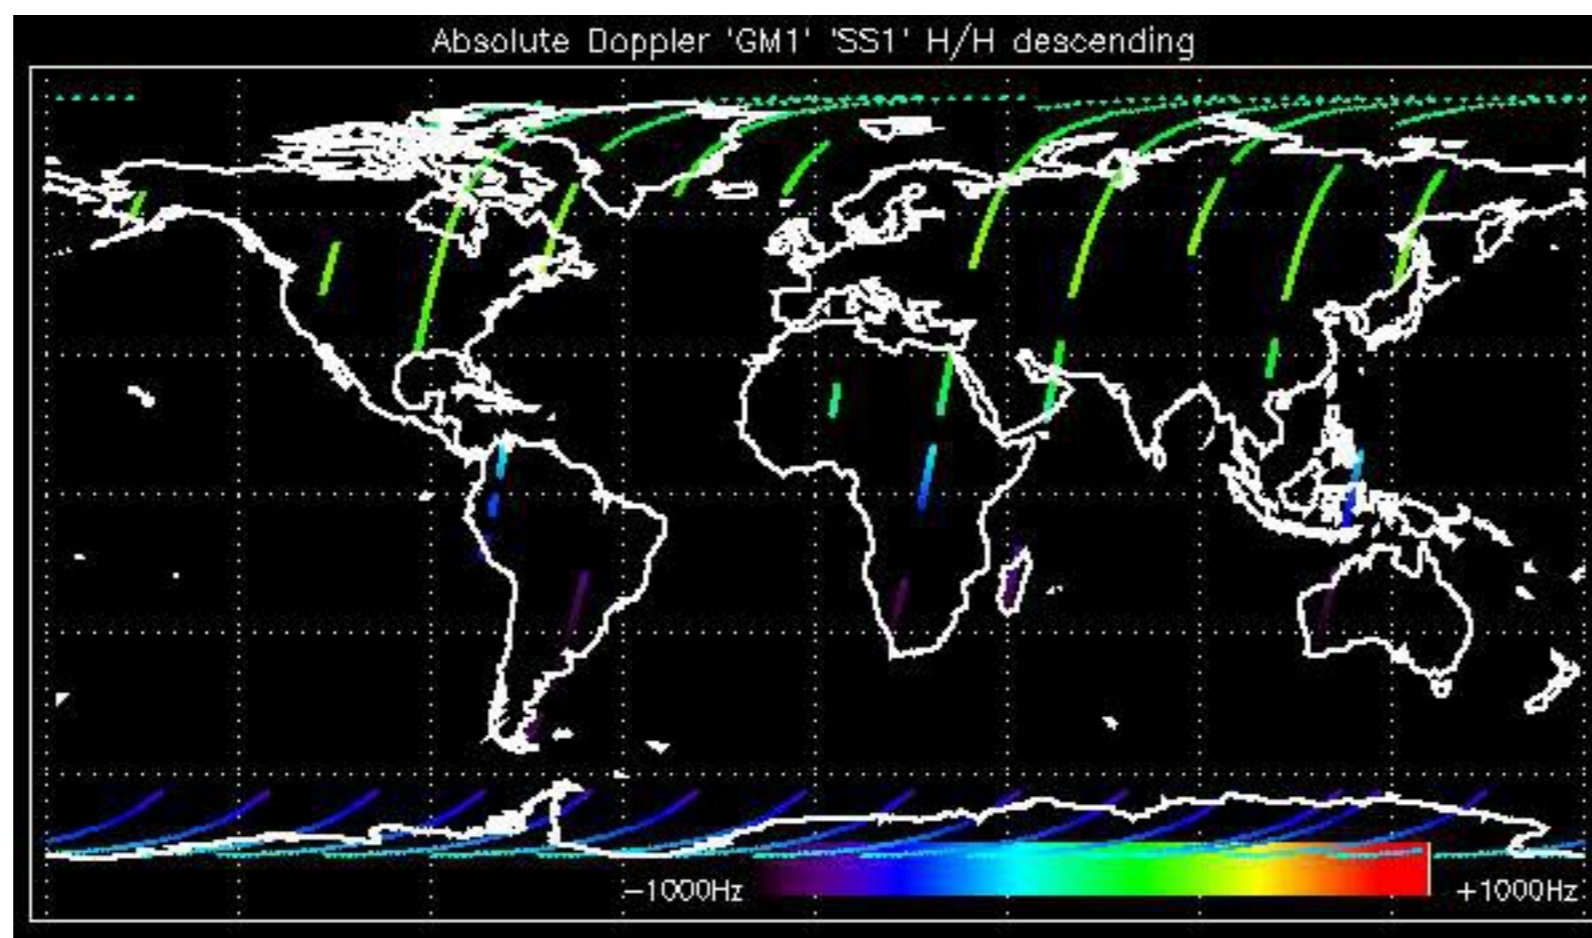 Absolute Doppler 'GM1' 'SS1' H/H descending
-1000Hz
+1000Hz